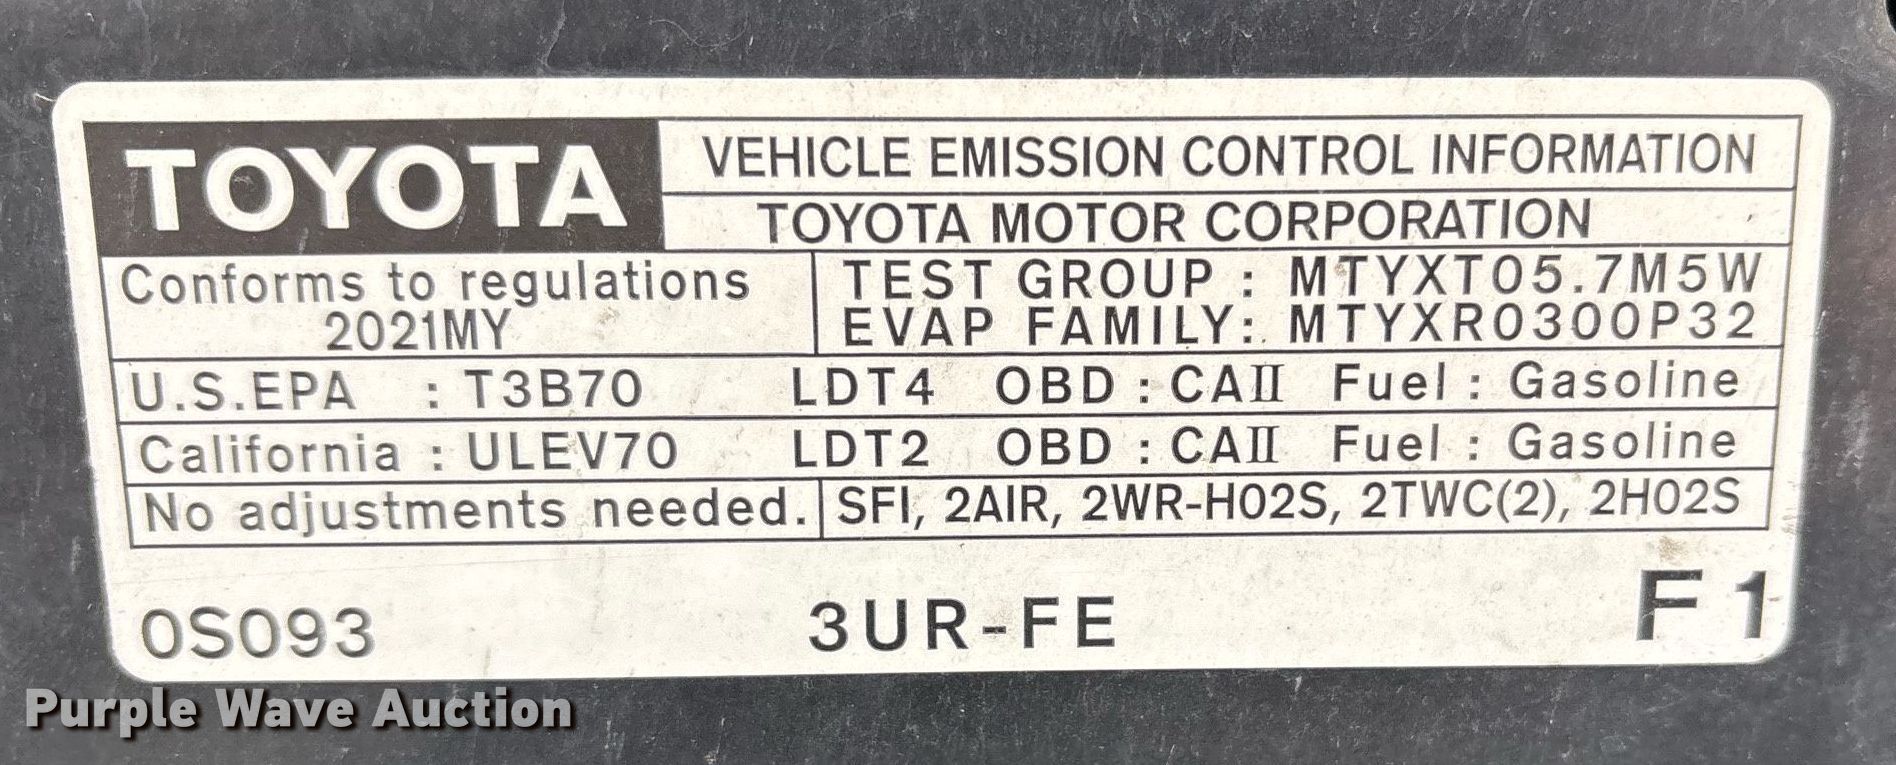 TOYOTA
VEHICLE EMISSION CONTROL INFORMATION
TOYOTA MOTOR CORPORATION
Conforms to regulations
2021MY
TEST GROUP : MTYXT05.7M5W
EVAP FAMILY: MTYXR0300P32
U.S.EPA : T3B70 LDT4 OBD : CAII Fuel : Gasoline
California : ULEV70 LDT2 OBD : CAII Fuel : Gasoline
No adjustments needed. SFI, 2AIR, 2WR-HO2S, 2TWC(2), 2HO2S
0S093 3UR-FE F1
Purple Wave Auction